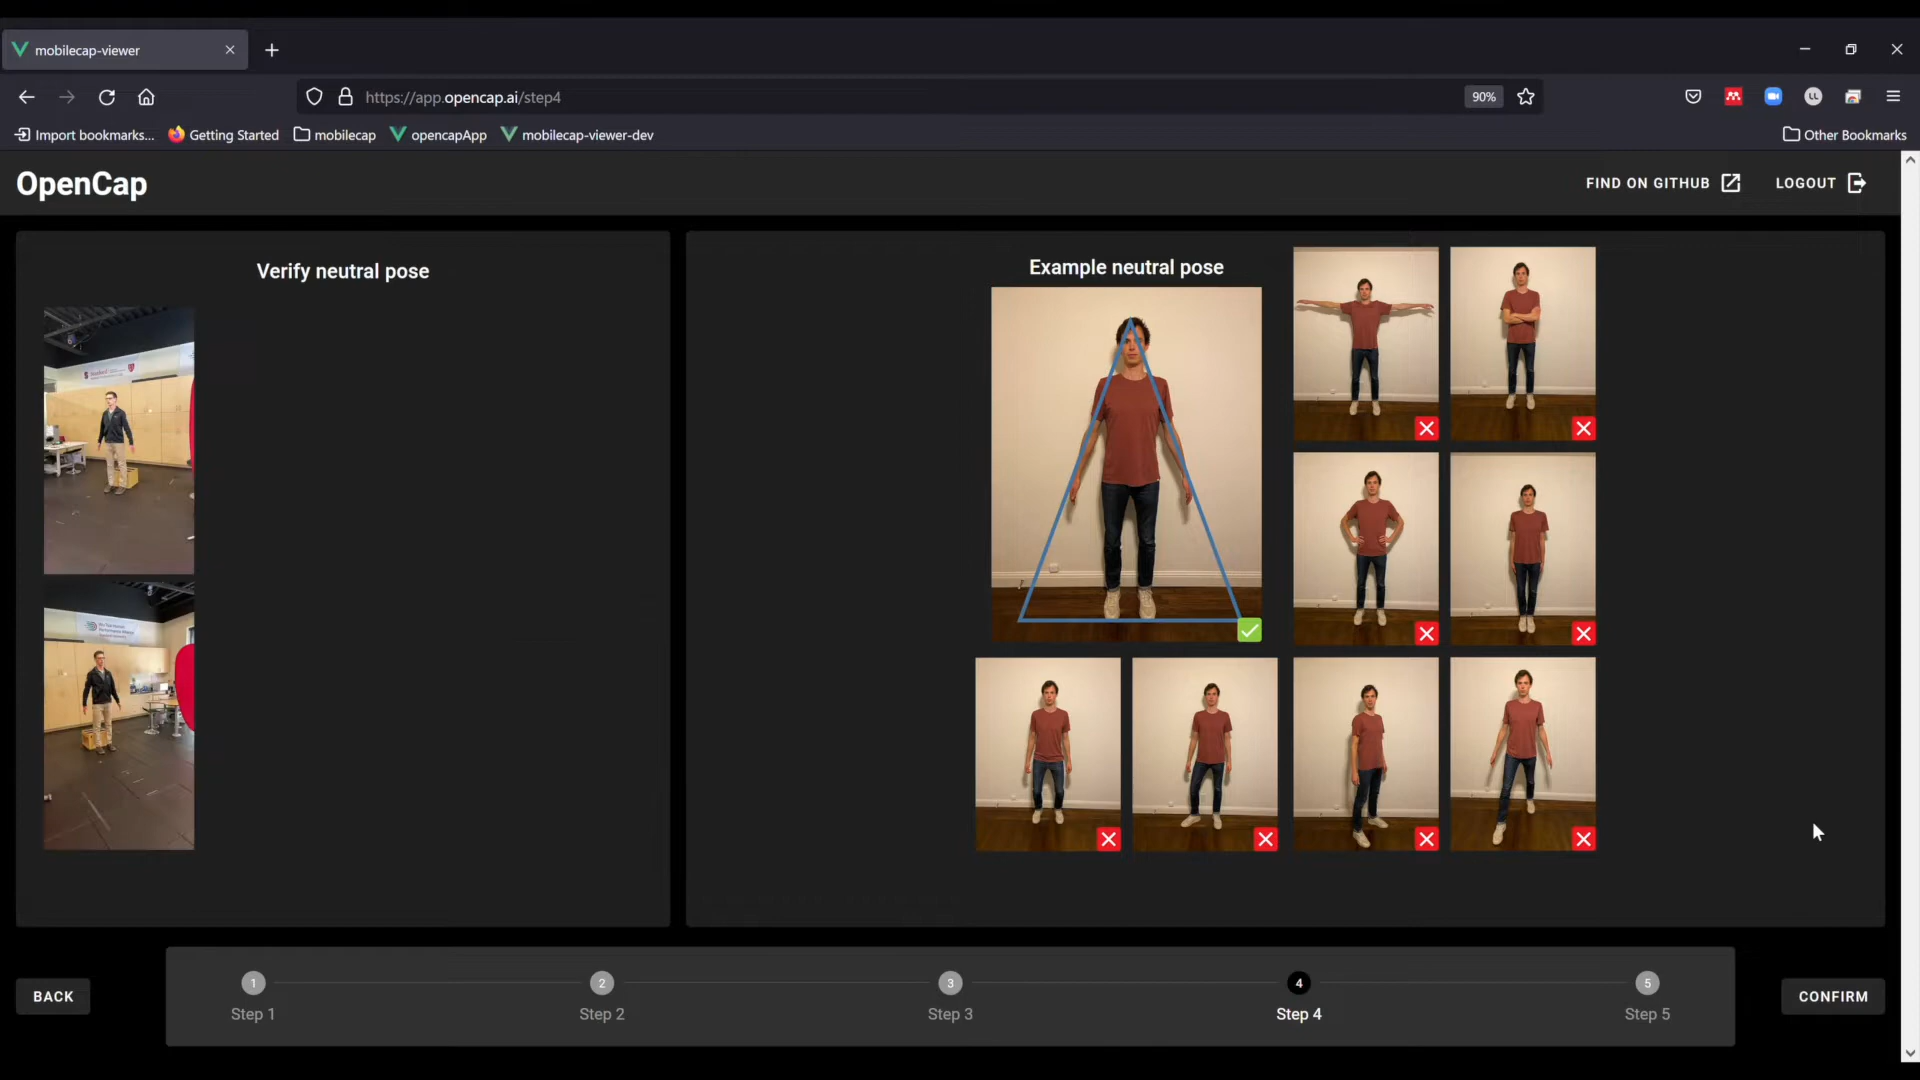 mobilecap-viewer
https://app.opencap.ai/step4
90%
Import bookmarks...
Getting Started
mobilecap
opencapApp
mobilecap-viewer-dev
Other Bookmarks
OpenCap
FIND ON GITHUB
LOGOUT
Verify neutral pose
Example neutral pose
BACK
1
2
3
4
5
Step 1
Step 2
Step 3
Step 4
Step 5
CONFIRM